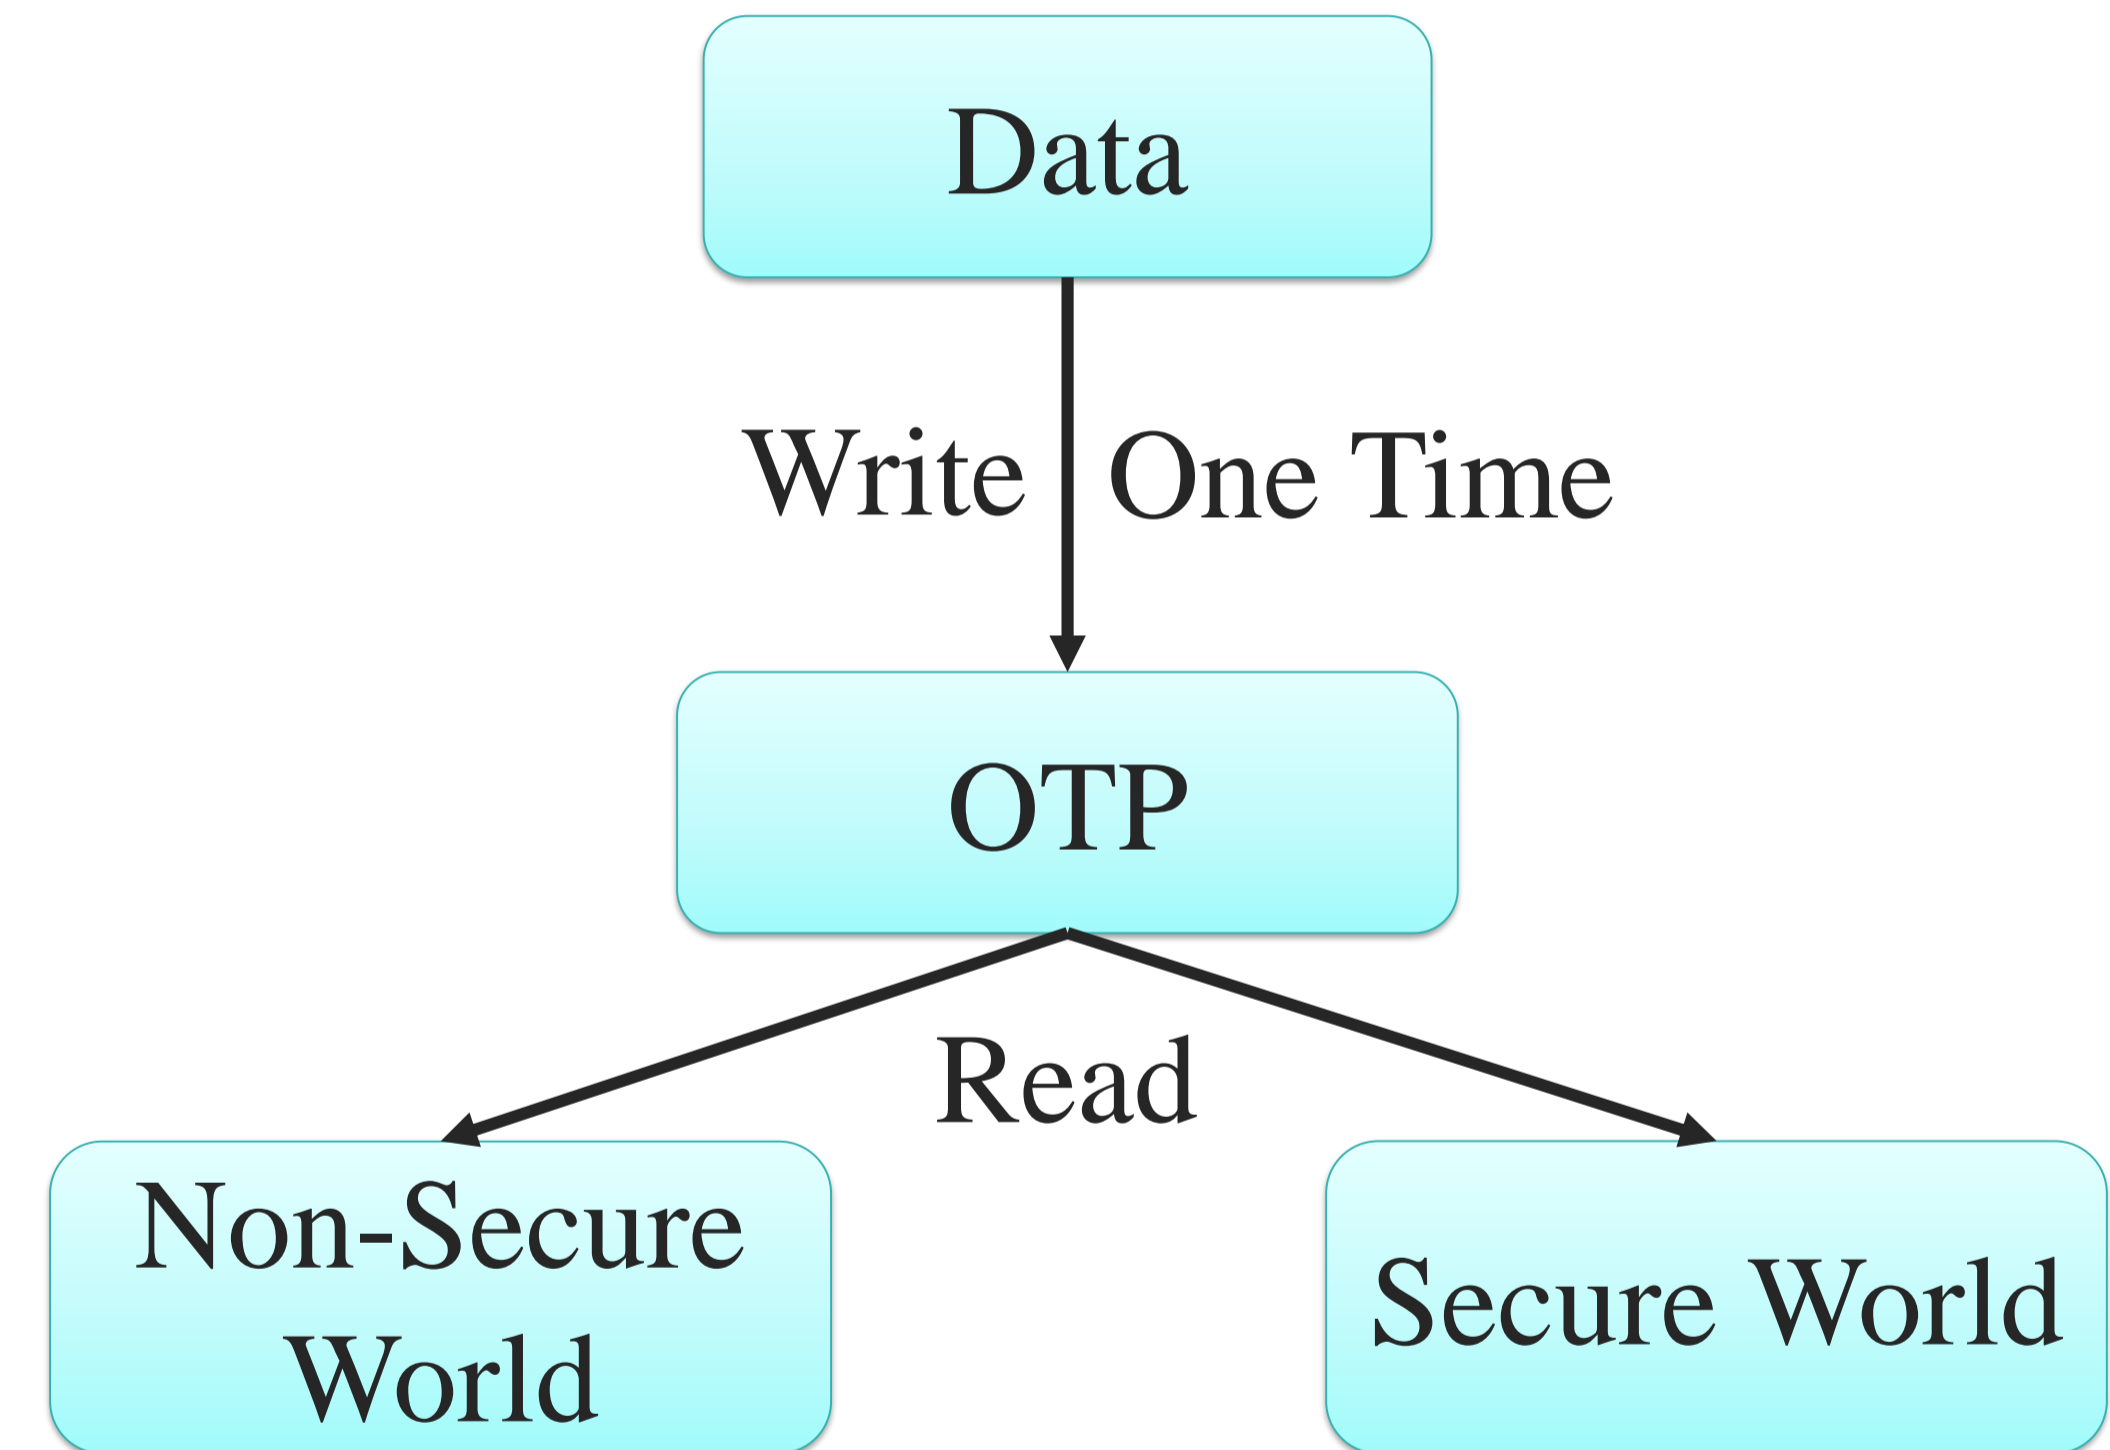 Data
Write One Time
OTP
Read
Non-Secure
World
Secure World